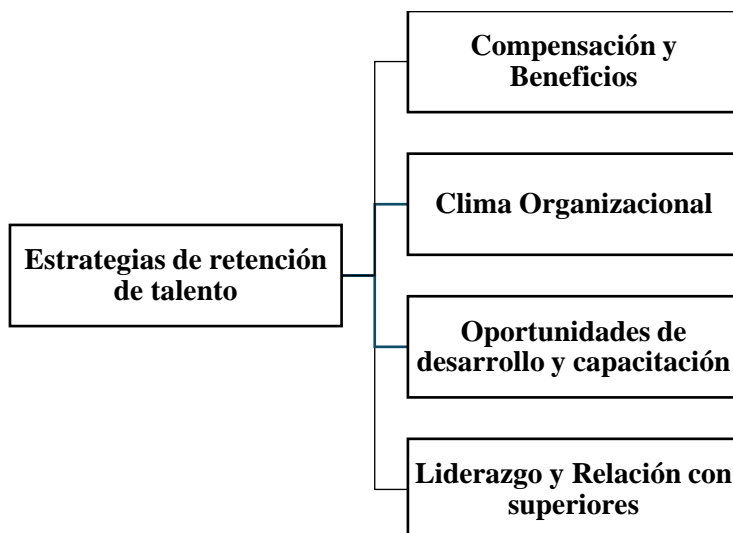 Compensación y
Beneficios
Clima Organizacional
Estrategias de retención
de talento
Oportunidades de
desarrollo y capacitación
Liderazgo y Relación con
superiores